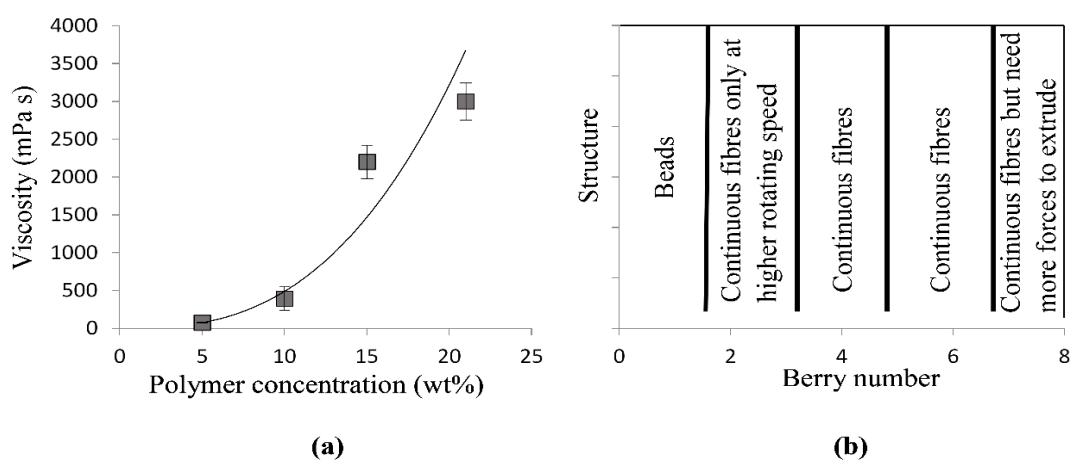 4000
3500
3000
2500
2000
1500
1000
500
0
Viscosity (mPa s)
0 5 10 15 20 25
Polymer concentration (wt%)
(a)
Structure
Beads
Continuous fibres only at
higher rotating speed
Continuous fibres
Continuous fibres
Continuous fibres but need
more forces to extrude
0 2 4 6 8
Berry number
(b)